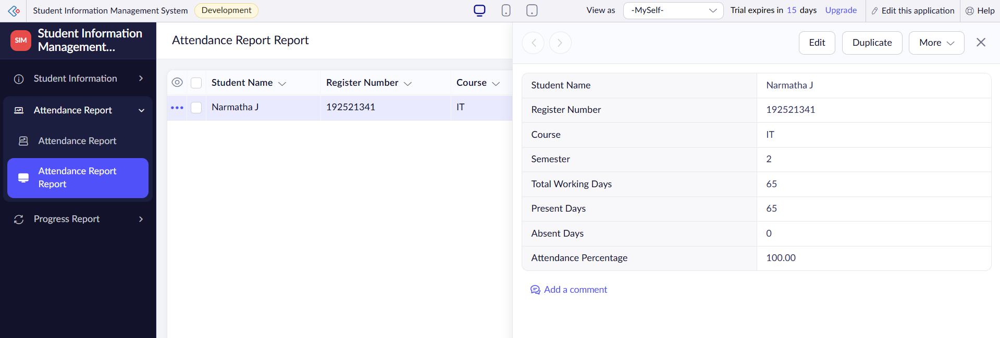 Student Information Management System Development View as -MySelf- Trial expires in 15 days Upgrade Edit this application Help
SIM Student Information
Management...
Student Information
Attendance Report
Attendance Report
Attendance Report
Report
Progress Report
Attendance Report Report
Student Name Register Number Course
Narmatha J 192521341 IT
Edit Duplicate More
Student Name Narmatha J
Register Number 192521341
Course IT
Semester 2
Total Working Days 65
Present Days 65
Absent Days 0
Attendance Percentage 100.00
Add a comment